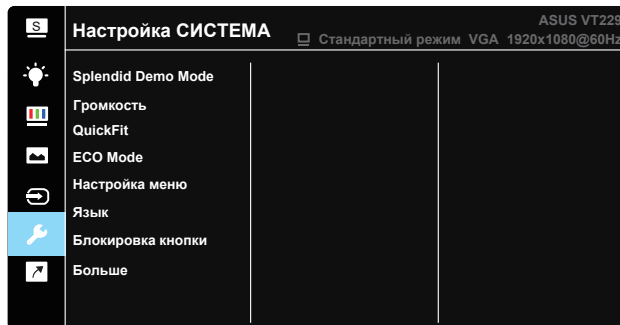 S
Настройка СИСТЕМА
ASUS VT229
Стандартный режим VGA 1920x1080@60Hz
Splendid Demo Mode
Громкость
QuickFit
ECO Mode
Настройка меню
Язык
Блокировка кнопки
Больше